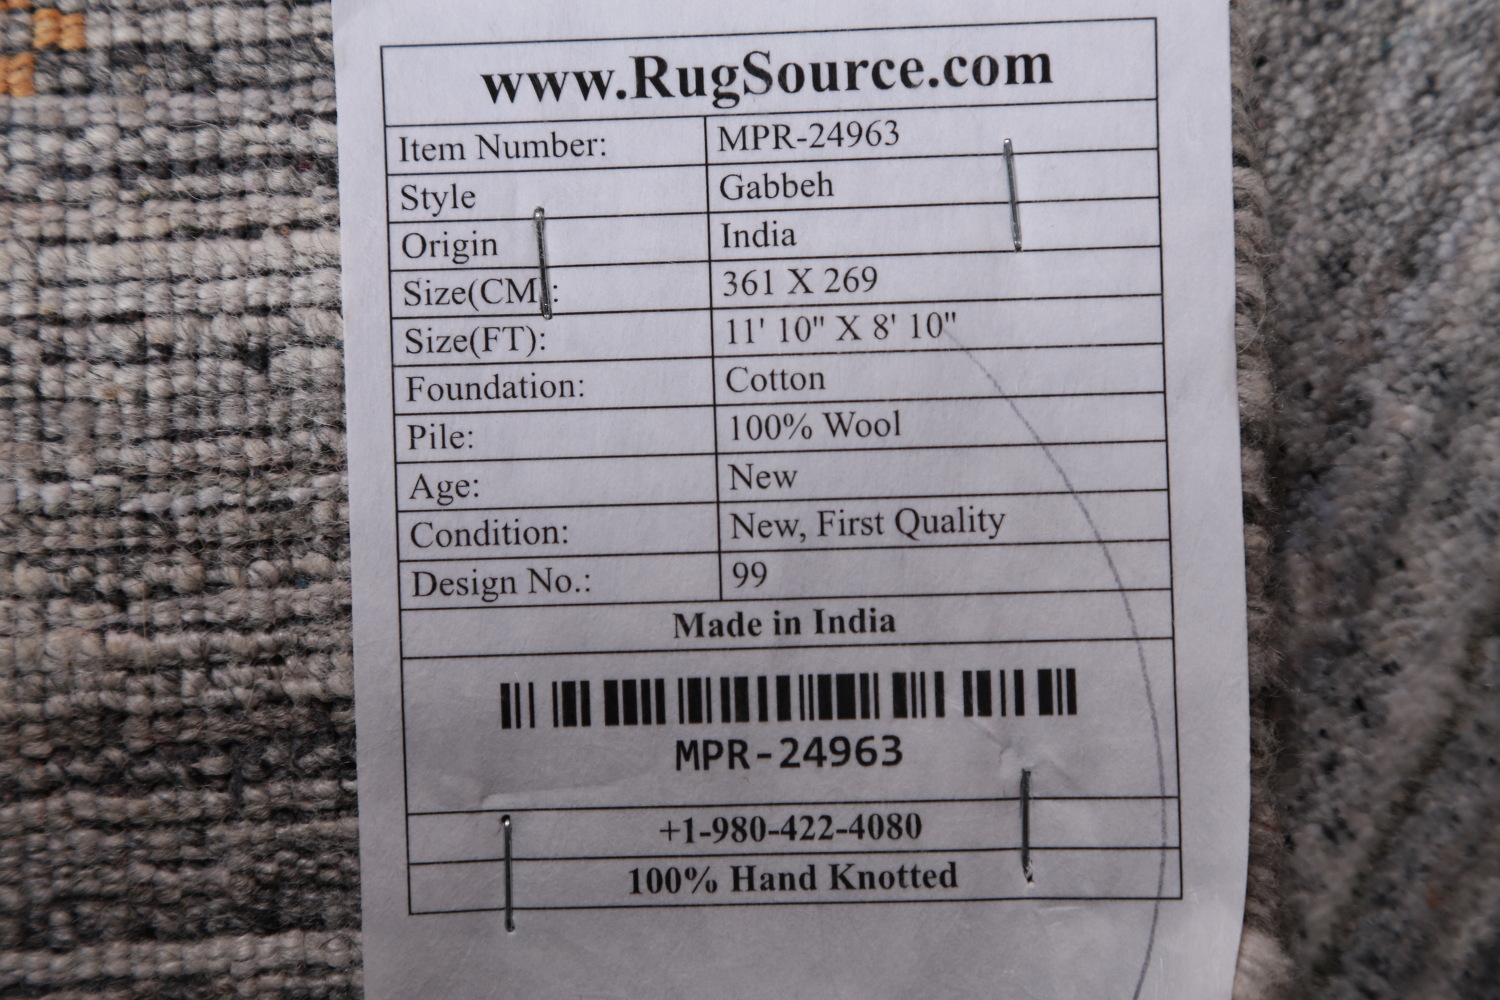 www.RugSource.com
Item Number: MPR-24963
Style Gabbeh
Origin India
Size(CM): 361 X 269
Size(FT): 11' 10" X 8' 10"
Foundation: Cotton
Pile: 100% Wool
Age: New
Condition: New, First Quality
Design No.: 99
Made in India
MPR-24963
+1-980-422-4080
100% Hand Knotted